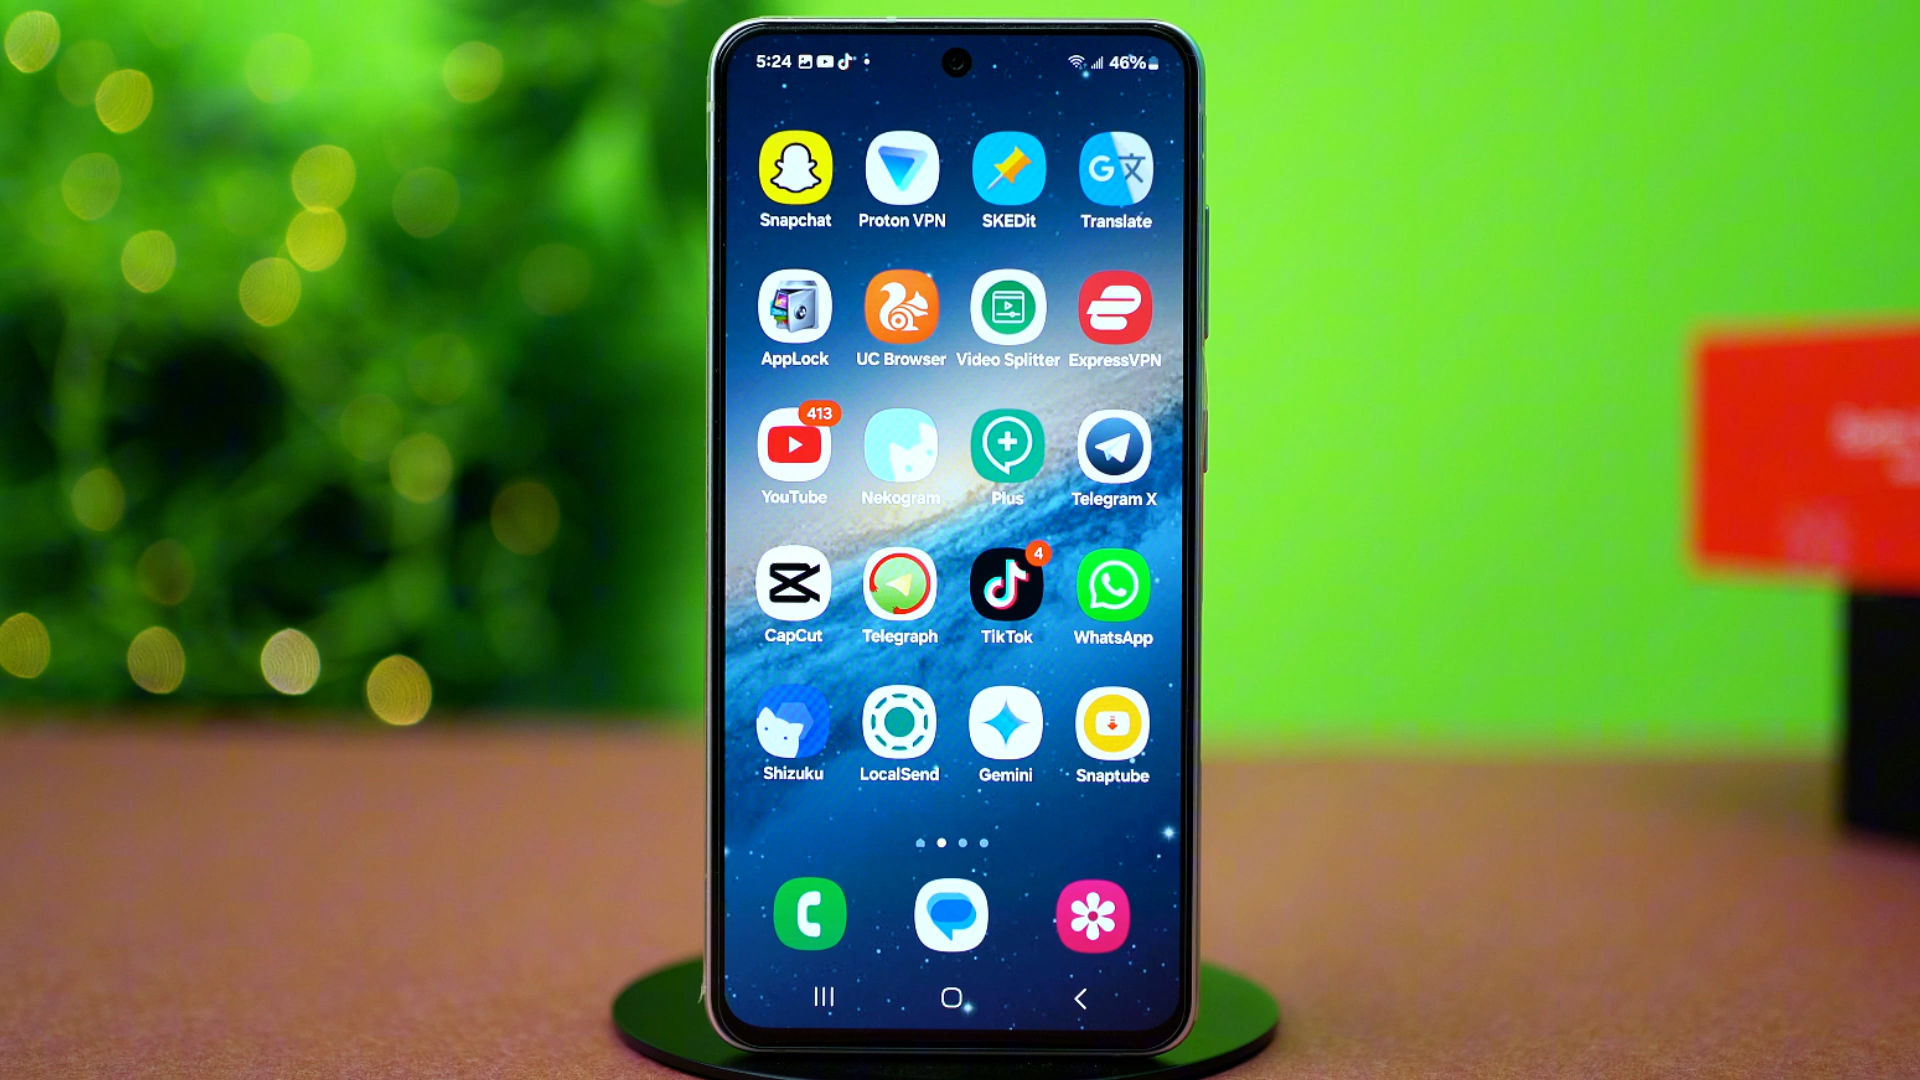 5:24 46%
Snapchat Proton VPN SKEDit Translate
AppLock UC Browser Video Splitter ExpressVPN
413
YouTube Nekogram Plus Telegram X
4
CapCut Telegraph TikTok WhatsApp
Shizuku LocalSend Gemini Snaptube